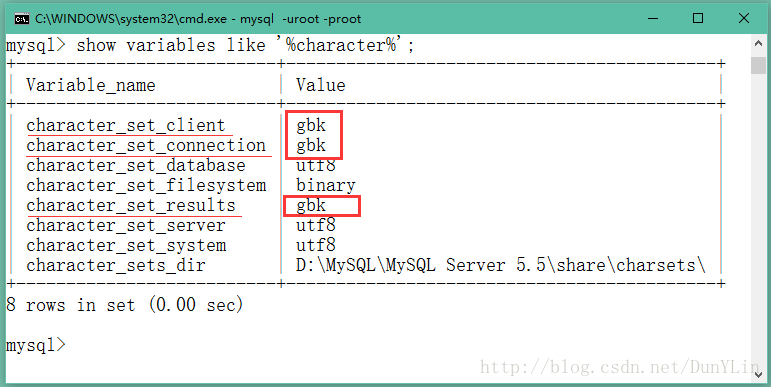 C:\WINDOWS\system32\cmd.exe - mysql -uroot -proot
mysql> show variables like '%character%';
+--------------------------+---------------------------------------------+
| Variable_name | Value |
+--------------------------+---------------------------------------------+
| character_set_client | gbk |
| character_set_connection | gbk |
| character_set_database | utf8 |
| character_set_filesystem | binary |
| character_set_results | gbk |
| character_set_server | utf8 |
| character_set_system | utf8 |
| character_sets_dir | D:\MySQL\MySQL Server 5.5\share\charsets\ |
+--------------------------+---------------------------------------------+
8 rows in set (0.00 sec)
mysql>
http://blog.csdn.net/DunYLin